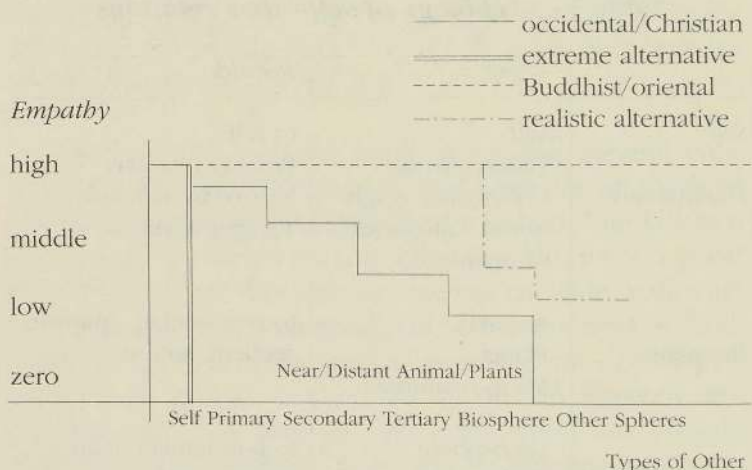 occidental/Christian
extreme alternative
Buddhist/oriental
realistic alternative
Empathy
high
middle
low
zero
Near/Distant Animal/Plants
Self Primary Secondary Tertiary Biosphere Other Spheres
Types of Other